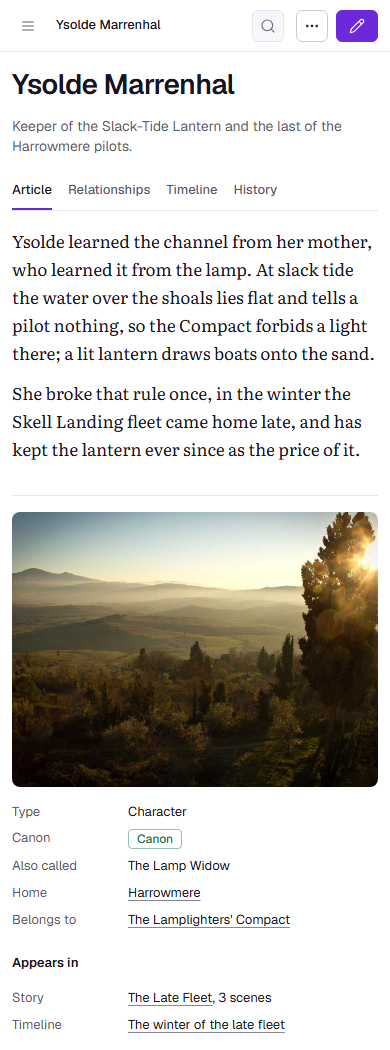 Ysolde Marrenhal
Ysolde Marrenhal
Keeper of the Slack-Tide Lantern and the last of the
Harrowmere pilots.
Article Relationships Timeline History
Ysolde learned the channel from her mother,
who learned it from the lamp. At slack tide
the water over the shoals lies flat and tells a
pilot nothing, so the Compact forbids a light
there; a lit lantern draws boats onto the sand.
She broke that rule once, in the winter the
Skell Landing fleet came home late, and has
kept the lantern ever since as the price of it.
Type Character
Canon Canon
Also called The Lamp Widow
Home Harrowmere
Belongs to The Lamplighters' Compact
Appears in
Story The Late Fleet, 3 scenes
Timeline The winter of the late fleet